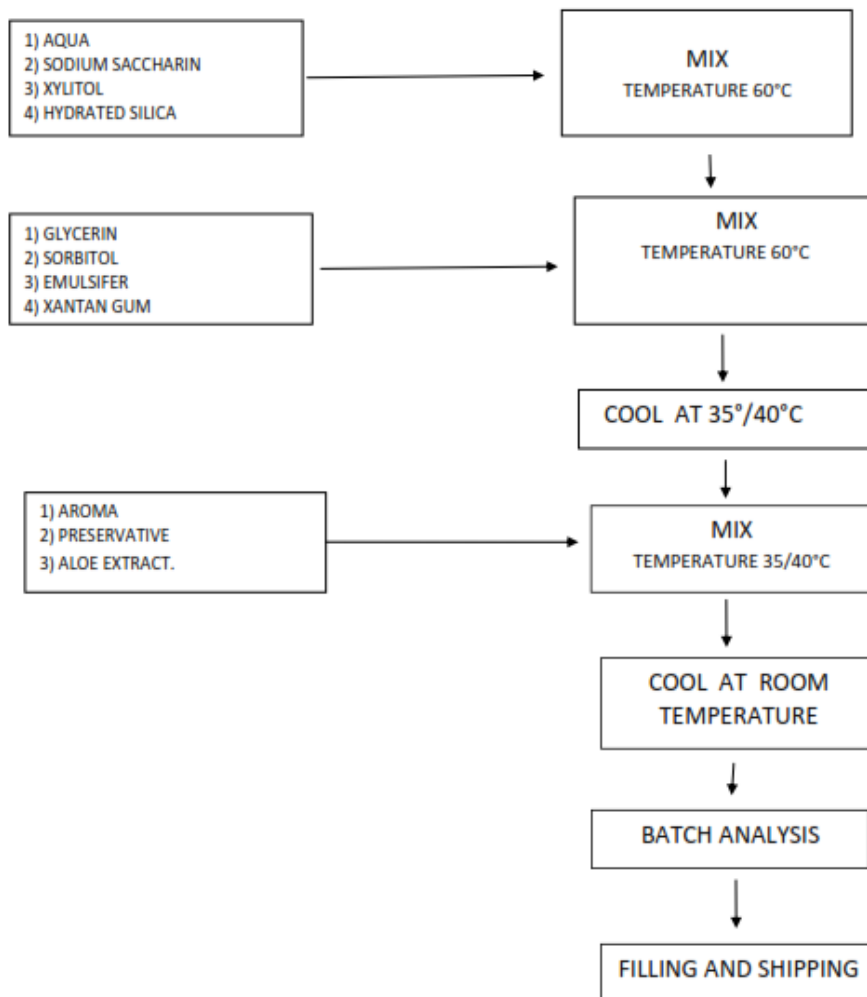 1) AQUA
2) SODIUM SACCHARIN
3) XYLITOL
4) HYDRATED SILICA
MIX
TEMPERATURE 60°C
1) GLYCERIN
2) SORBITOL
3) EMULSIFER
4) XANTAN GUM
MIX
TEMPERATURE 60°C
COOL AT 35°/40°C
1) AROMA
2) PRESERVATIVE
3) ALOE EXTRACT.
MIX
TEMPERATURE 35/40°C
COOL AT ROOM
TEMPERATURE
BATCH ANALYSIS
FILLING AND SHIPPING